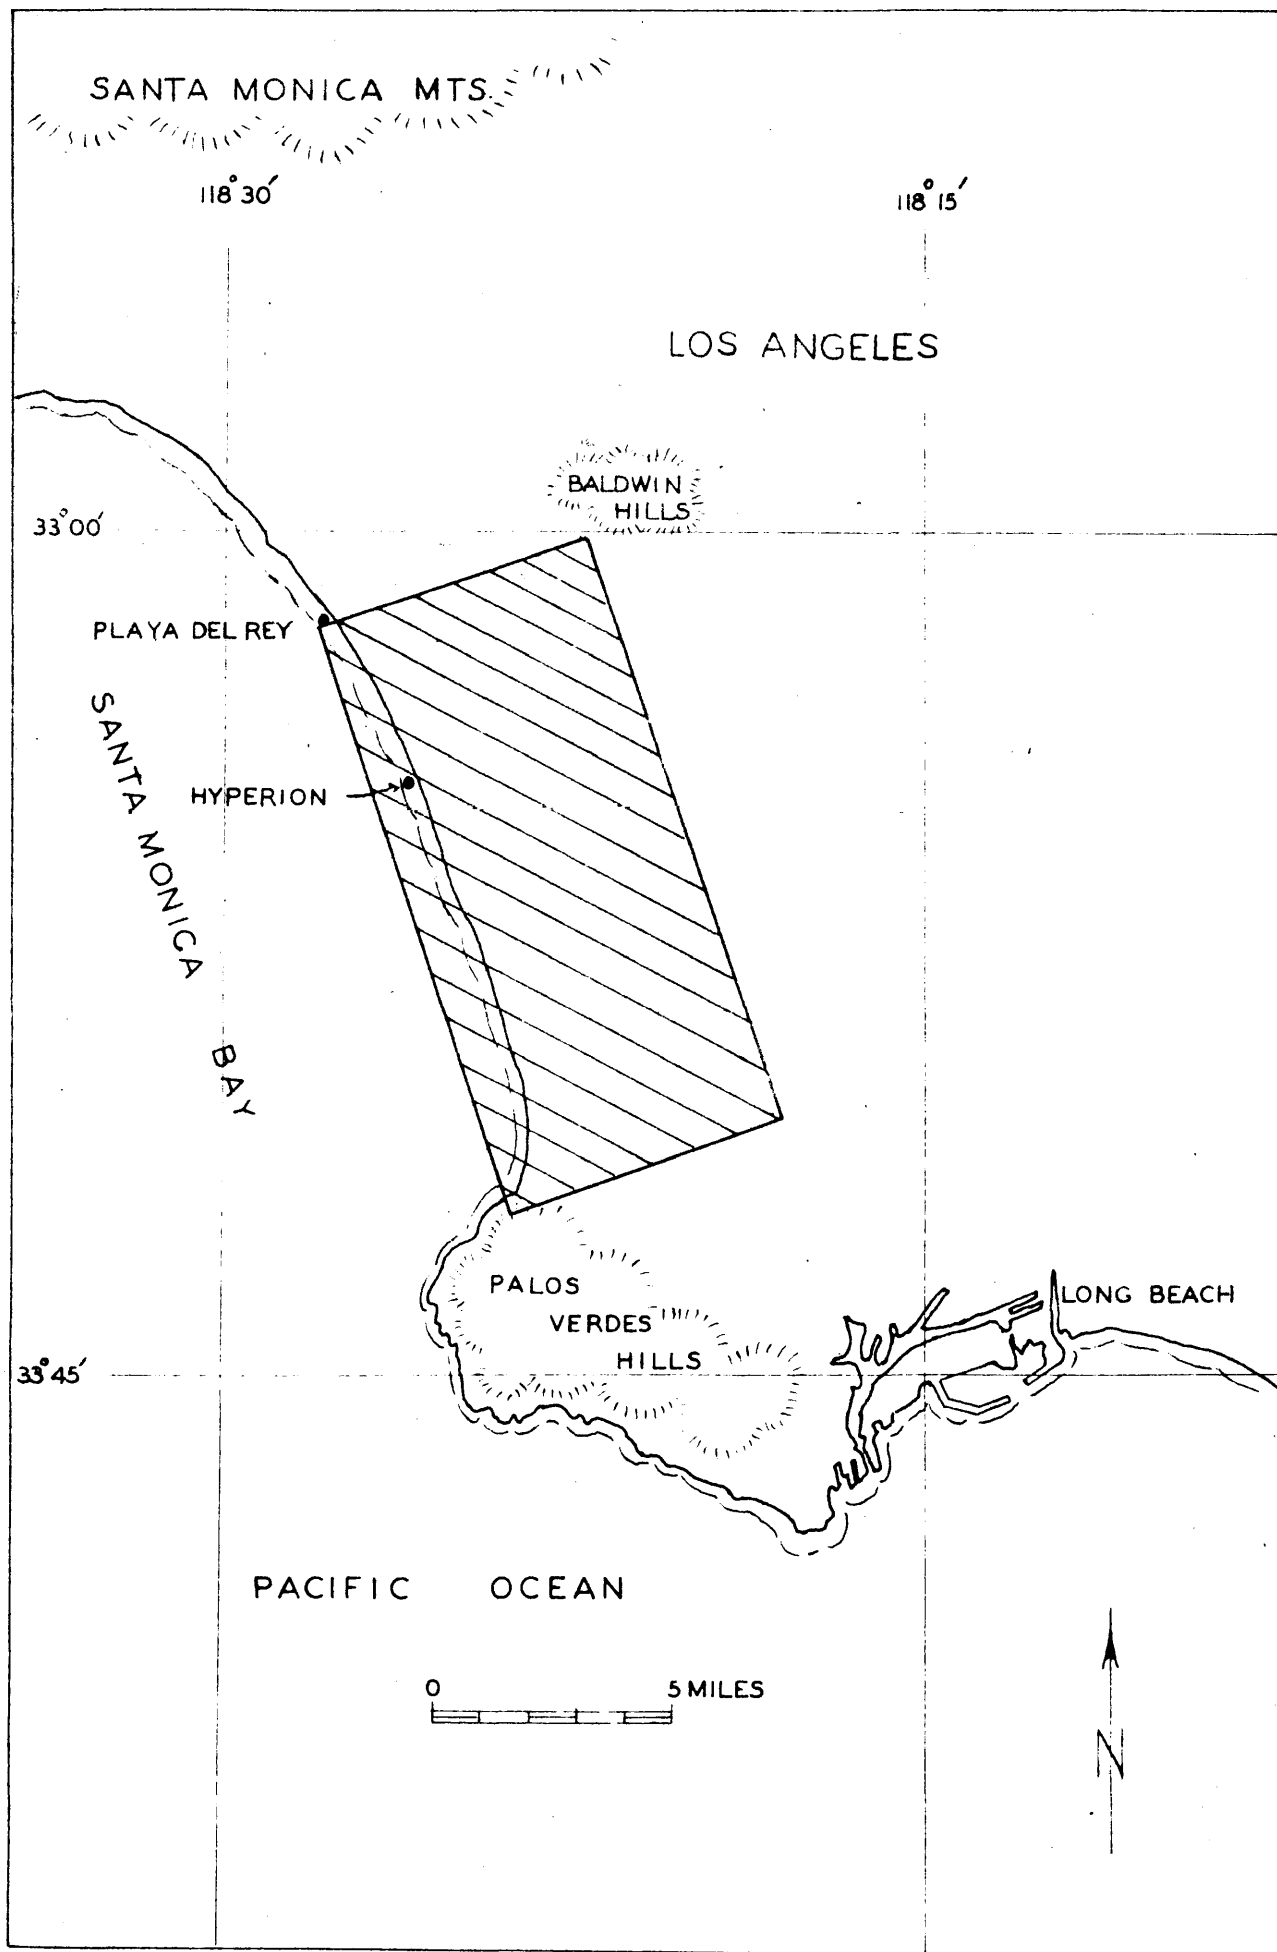 SANTA MONICA MTS.
118°30′
118°15′
LOS ANGELES
BALDWIN
HILLS
33°00′
PLAYA DEL REY
SANTA MONICA BAY
HYPERION
PALOS
VERDES
HILLS
LONG BEACH
33°45′
PACIFIC OCEAN
0 5 MILES
N